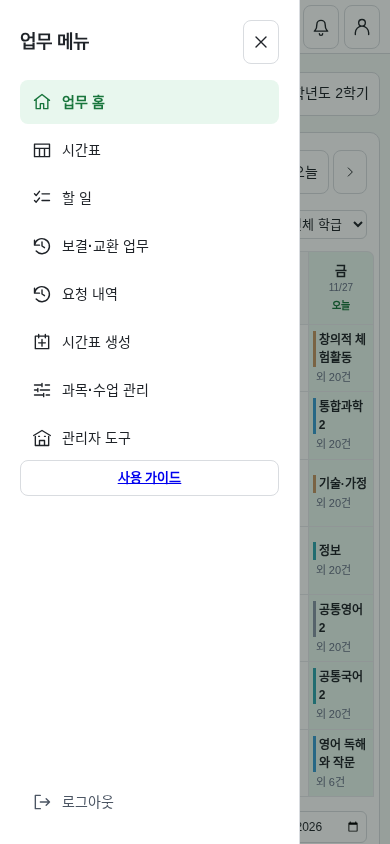 업무 메뉴
업무 홈
시간표
할 일
보결·교환 업무
요청 내역
시간표 생성
과목·수업 관리
관리자 도구
사용 가이드
로그아웃
학년도 2학기
오늘
전체 학급
금
11/27
오늘
창의적 체
험활동
외 20건
통합과학
2
외 20건
기술·가정
외 20건
정보
외 20건
공통영어
2
외 20건
공통국어
2
외 20건
영어 독해
와 작문
외 6건
2026